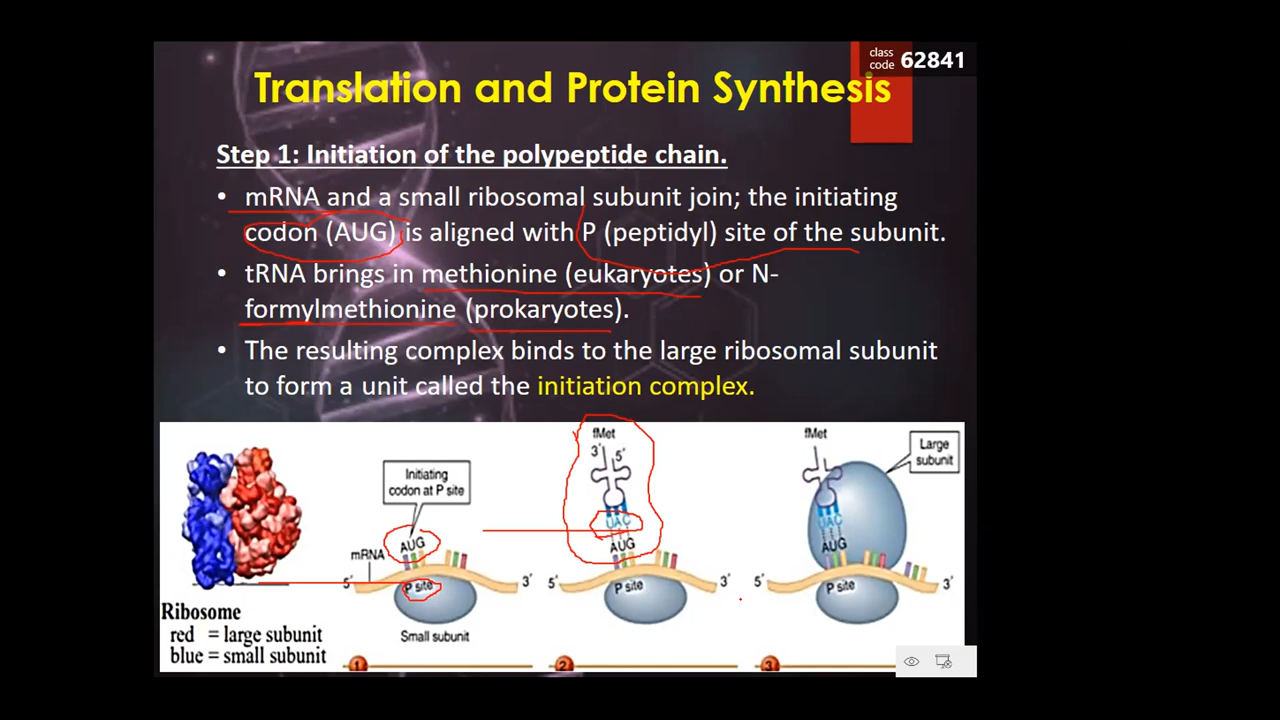 class
code 62841
Translation and Protein Synthesis
Step 1: Initiation of the polypeptide chain.
• mRNA and a small ribosomal subunit join; the initiating
codon (AUG) is aligned with P (peptidyl) site of the subunit.
• tRNA brings in methionine (eukaryotes) or N-
formylmethionine (prokaryotes).
• The resulting complex binds to the large ribosomal subunit
to form a unit called the initiation complex.
Initiating
codon at P site
mRNA
AUG
5′
P site
3′
Small subunit
1
fMet
3′ 5′
UAC
AUG
5′
P site
3′
2
fMet
Large
subunit
UAC
AUG
5′
P site
3′
3
Ribosome
red = large subunit
blue = small subunit